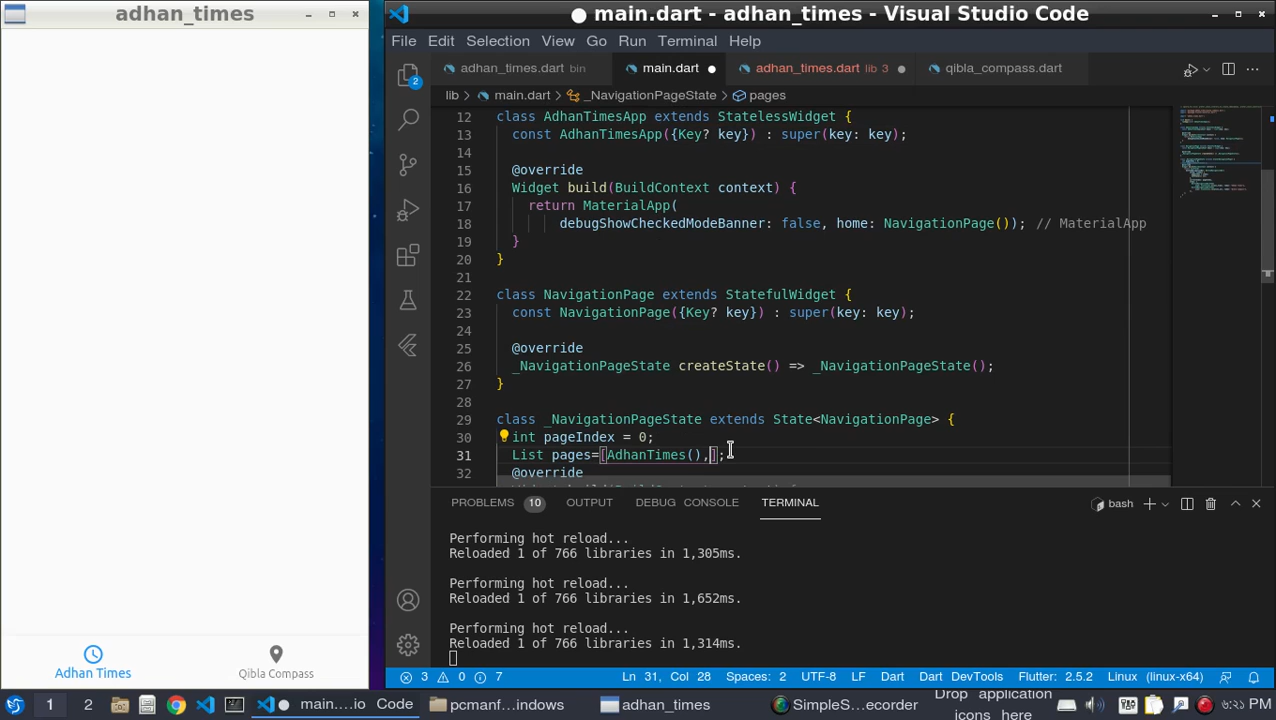 adhan_times
Adhan Times
Qibla Compass
● main.dart - adhan_times - Visual Studio Code
File Edit Selection View Go Run Terminal Help
2
adhan_times.dart bin
main.dart
adhan_times.dart lib 3
qibla_compass.dart
lib > main.dart > _NavigationPageState > pages
12 ss AdhanTimesApp extends StatelessWidget {
13 const AdhanTimesApp({Key? key}) : super(key: key);
14
15 @override
16 Widget build(BuildContext context) {
17 return MaterialApp(
18 debugShowCheckedModeBanner: false, home: NavigationPage()); // MaterialApp
19 }
20 }
21
22 class NavigationPage extends StatefulWidget {
23 const NavigationPage({Key? key}) : super(key: key);
24
25 @override
26 _NavigationPageState createState() => _NavigationPageState();
27 }
28
29 class _NavigationPageState extends State<NavigationPage> {
30 int pageIndex = 0;
31 List pages=[AdhanTimes(),];
32 @override
PROBLEMS 10 OUTPUT DEBUG CONSOLE TERMINAL
bash
Performing hot reload...
Reloaded 1 of 766 libraries in 1,305ms.
Performing hot reload...
Reloaded 1 of 766 libraries in 1,652ms.
Performing hot reload...
Reloaded 1 of 766 libraries in 1,314ms.
3 0 7
Ln 31, Col 28 Spaces: 2 UTF-8 LF Dart Dart DevTools Flutter: 2.5.2 Linux (linux-x64)
1 2
main....io Code
pcmanf...indows
adhan_times
SimpleS...ecorder
Drop application icons here
٦:٢١ PM